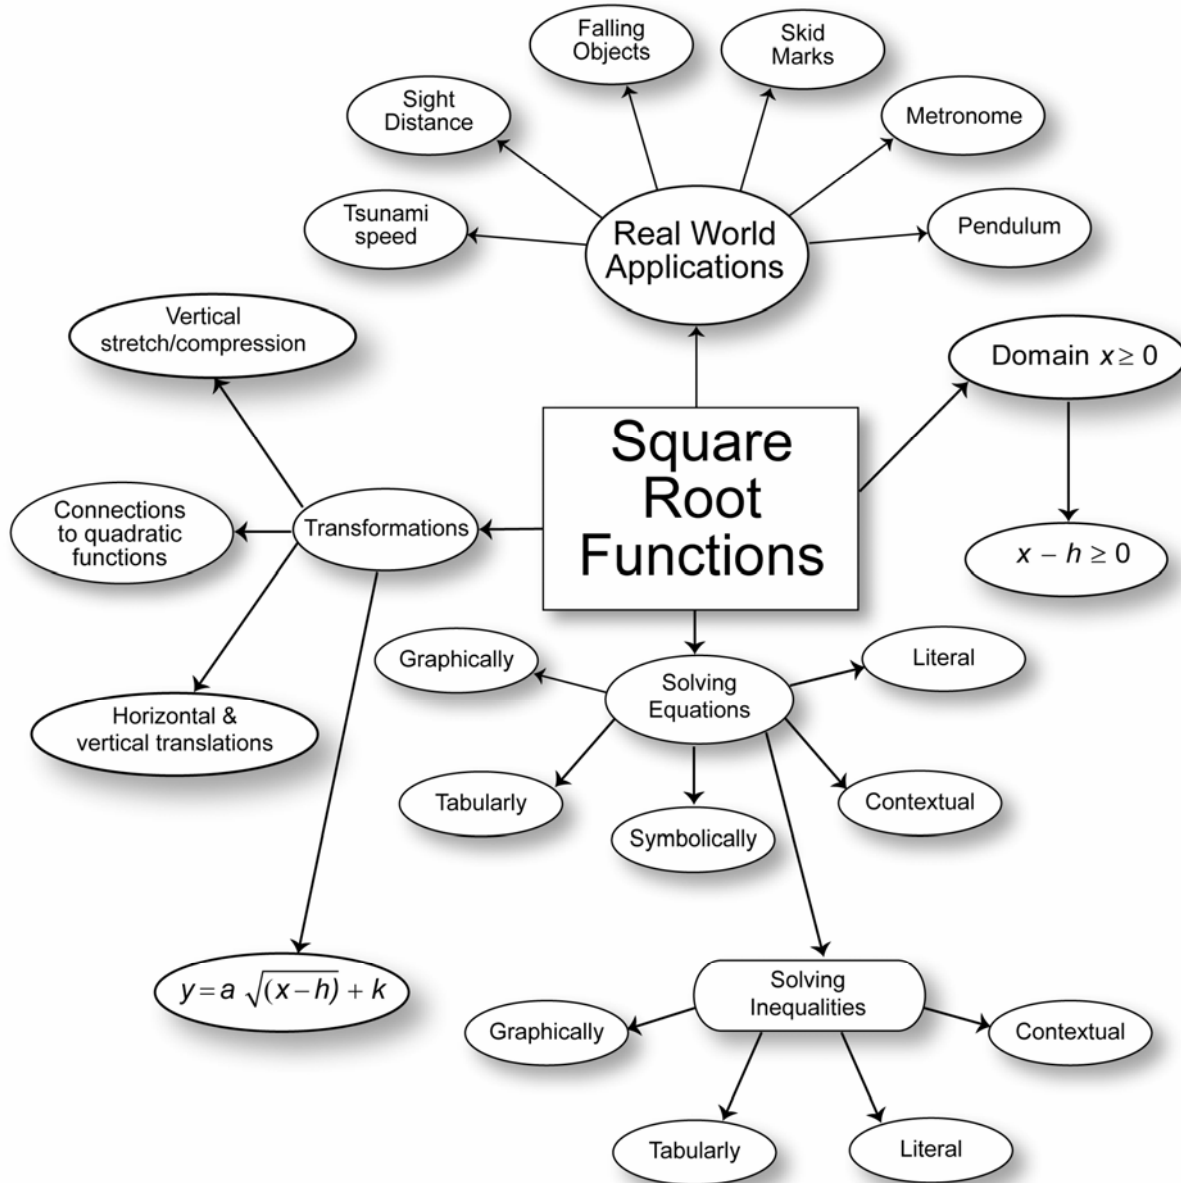 Falling
Objects
Skid
Marks
Sight
Distance
Metronome
Tsunami
speed
Real World
Applications
Pendulum
Vertical
stretch/compression
Domain x ≥ 0
Square
Root
Functions
Connections
to quadratic
functions
Transformations
x – h ≥ 0
Graphically
Solving
Equations
Literal
Horizontal &
vertical translations
Tabularly
Symbolically
Contextual
y = a √(x – h) + k
Solving
Inequalities
Graphically
Contextual
Tabularly
Literal